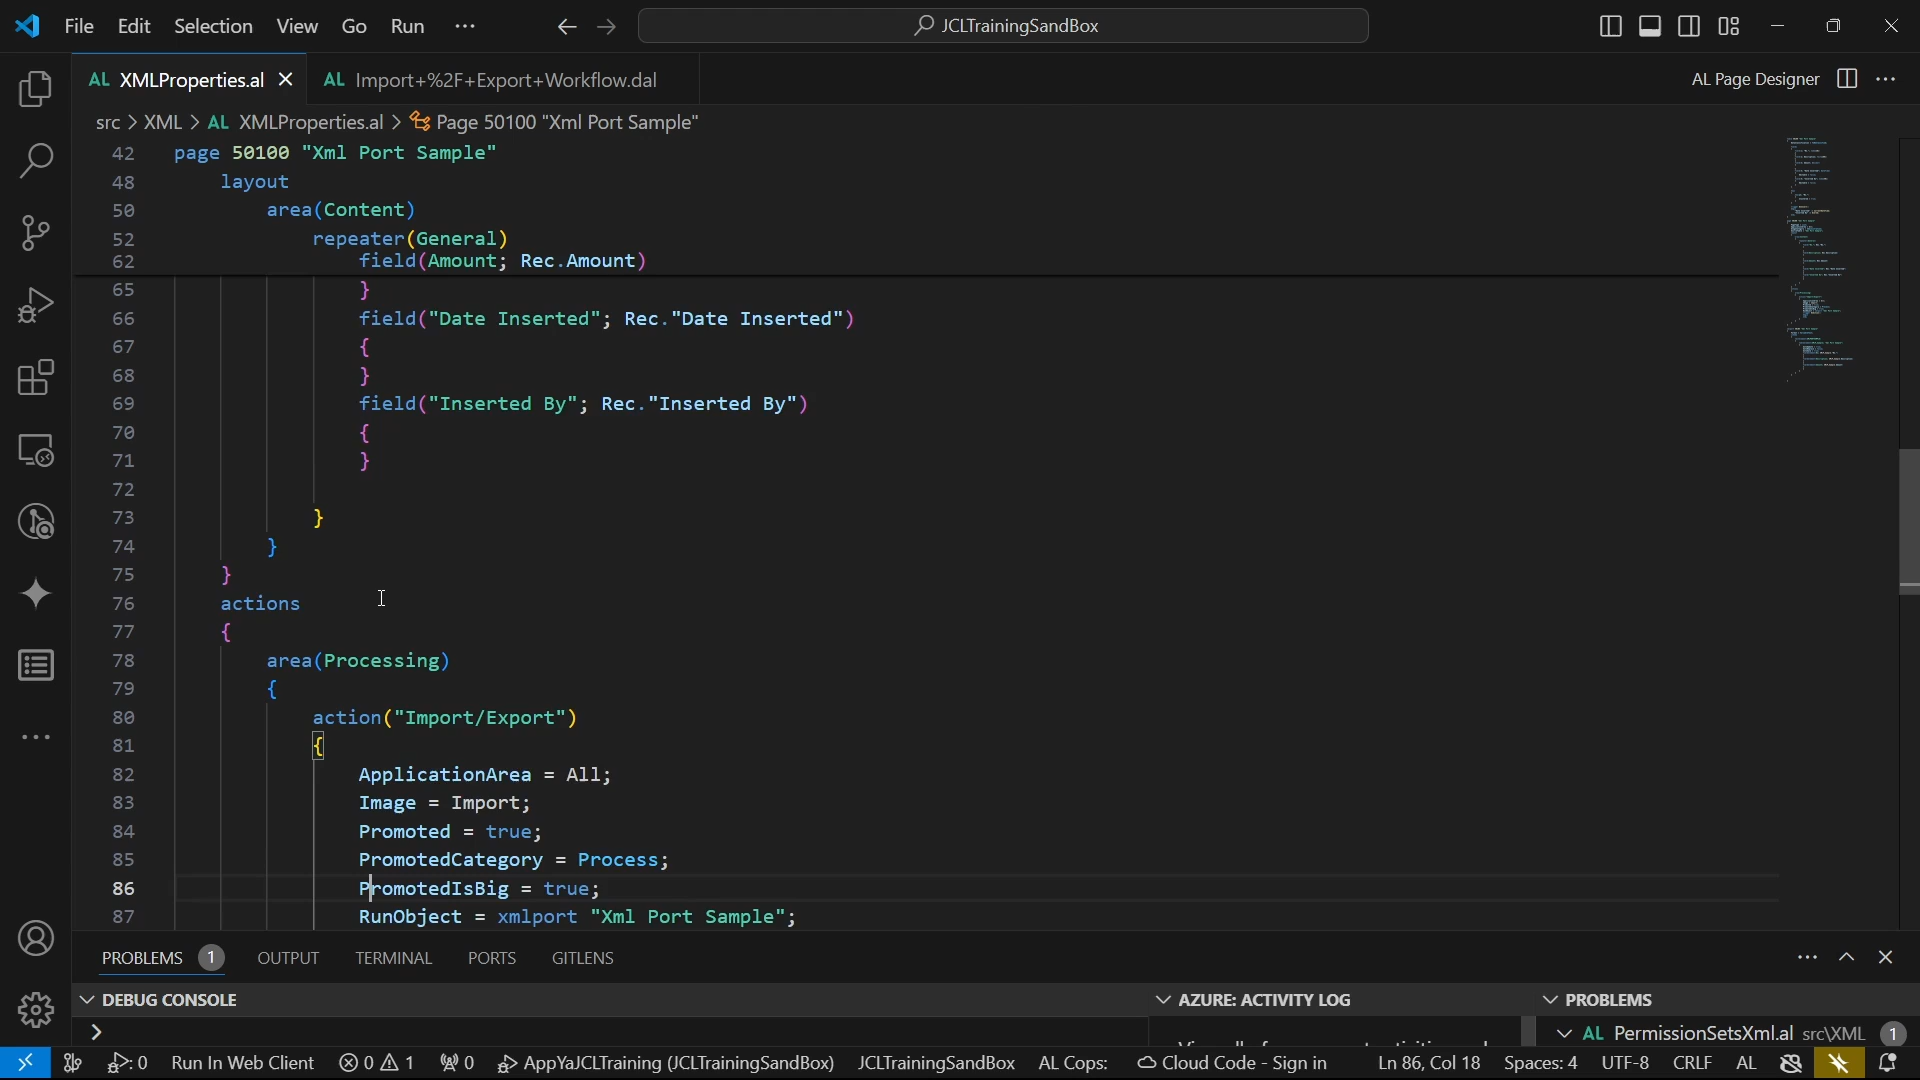 File Edit Selection View Go Run ··· JCLTrainingSandBox
AL XMLProperties.al AL Import+%2F+Export+Workflow.dal AL Page Designer
src > XML > AL XMLProperties.al > Page 50100 "Xml Port Sample"
42 page 50100 "Xml Port Sample"
48 layout
50 area(Content)
52 repeater(General)
62 field(Amount; Rec.Amount)
65 }
66 field("Date Inserted"; Rec."Date Inserted")
67 {
68 }
69 field("Inserted By"; Rec."Inserted By")
70 {
71 }
72
73 }
74 }
75 }
76 actions
77 {
78 area(Processing)
79 {
80 action("Import/Export")
81 {
82 ApplicationArea = All;
83 Image = Import;
84 Promoted = true;
85 PromotedCategory = Process;
86 PromotedIsBig = true;
87 RunObject = xmlport "Xml Port Sample";
PROBLEMS 1 OUTPUT TERMINAL PORTS GITLENS
DEBUG CONSOLE AZURE: ACTIVITY LOG PROBLEMS
> AL PermissionSetsXml.al src\XML 1
0 Run In Web Client 0 1 0 AppYaJCLTraining (JCLTrainingSandBox) JCLTrainingSandBox AL Cops: Cloud Code - Sign in Ln 86, Col 18 Spaces: 4 UTF-8 CRLF AL